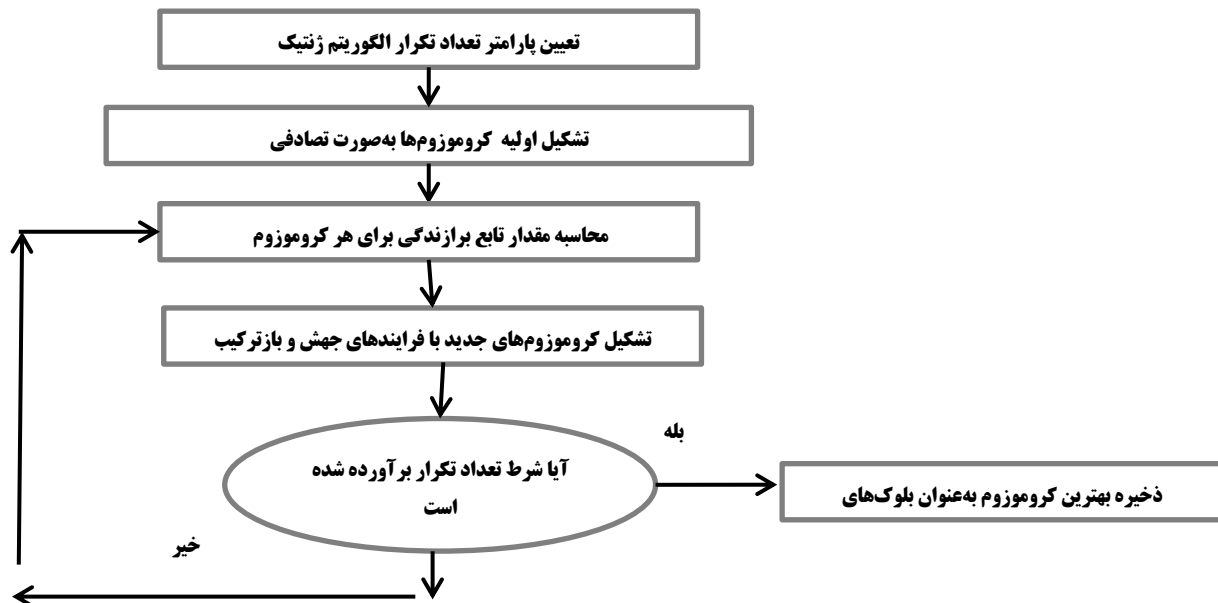 تعیین پارامتر تعداد تکرار الگوریتم ژنتیک
تشکیل اولیه کروموزوم‌ها به‌صورت تصادفی
محاسبه مقدار تابع برازندگی برای هر کروموزوم
تشکیل کروموزوم‌های جدید با فرایندهای جهش و بازترکیب
بله
آیا شرط تعداد تکرار برآورده شده
است
ذخیره بهترین کروموزوم به‌عنوان بلوک‌های
خیر